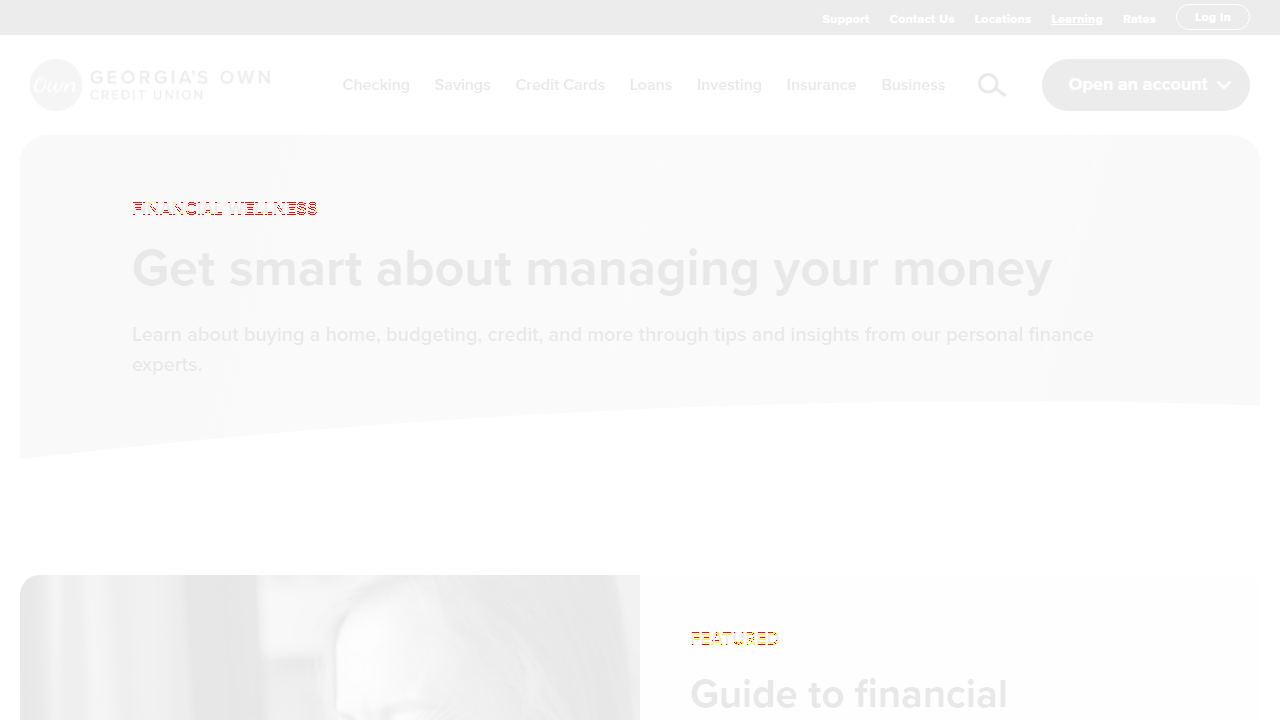 Support Contact Us Locations Learning Rates Log In
Own GEORGIA'S OWN
CREDIT UNION
Checking Savings Credit Cards Loans Investing Insurance Business Open an account
FINANCIAL WELLNESS
Get smart about managing your money
Learn about buying a home, budgeting, credit, and more through tips and insights from our personal finance
experts.
FEATURED
Guide to financial